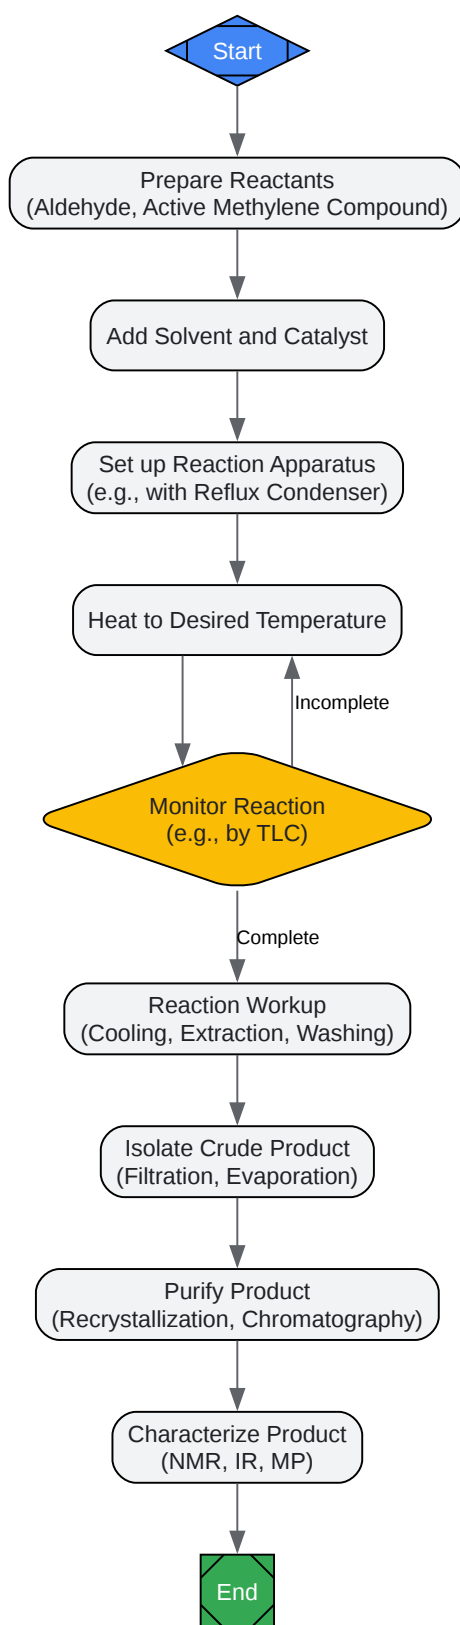 Start
Prepare Reactants
(Aldehyde, Active Methylene Compound)
Add Solvent and Catalyst
Set up Reaction Apparatus
(e.g., with Reflux Condenser)
Heat to Desired Temperature
Incomplete
Monitor Reaction
(e.g., by TLC)
Complete
Reaction Workup
(Cooling, Extraction, Washing)
Isolate Crude Product
(Filtration, Evaporation)
Purify Product
(Recrystallization, Chromatography)
Characterize Product
(NMR, IR, MP)
End